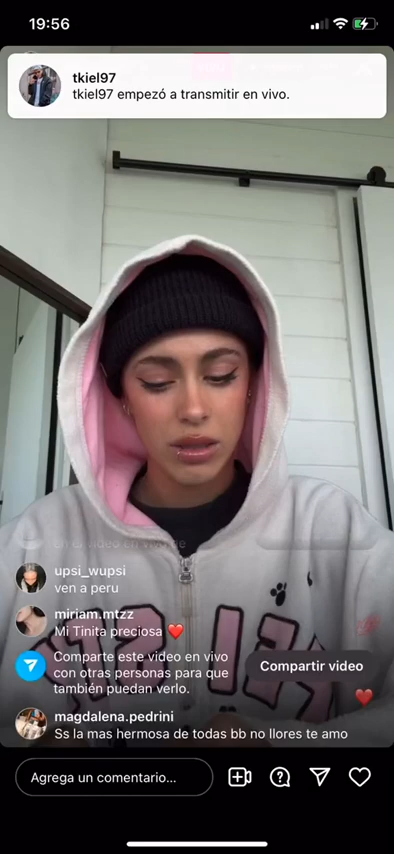 19:56
tkiel97
tkiel97 empezó a transmitir en vivo.
upsi_wupsi
ven a peru
miriam.mtzz
Mi Tinita preciosa ❤️
Comparte este video en vivo
con otras personas para que
también puedan verlo.
Compartir video
magdalena.pedrini
Ss la mas hermosa de todas bb no llores te amo
Agrega un comentario...